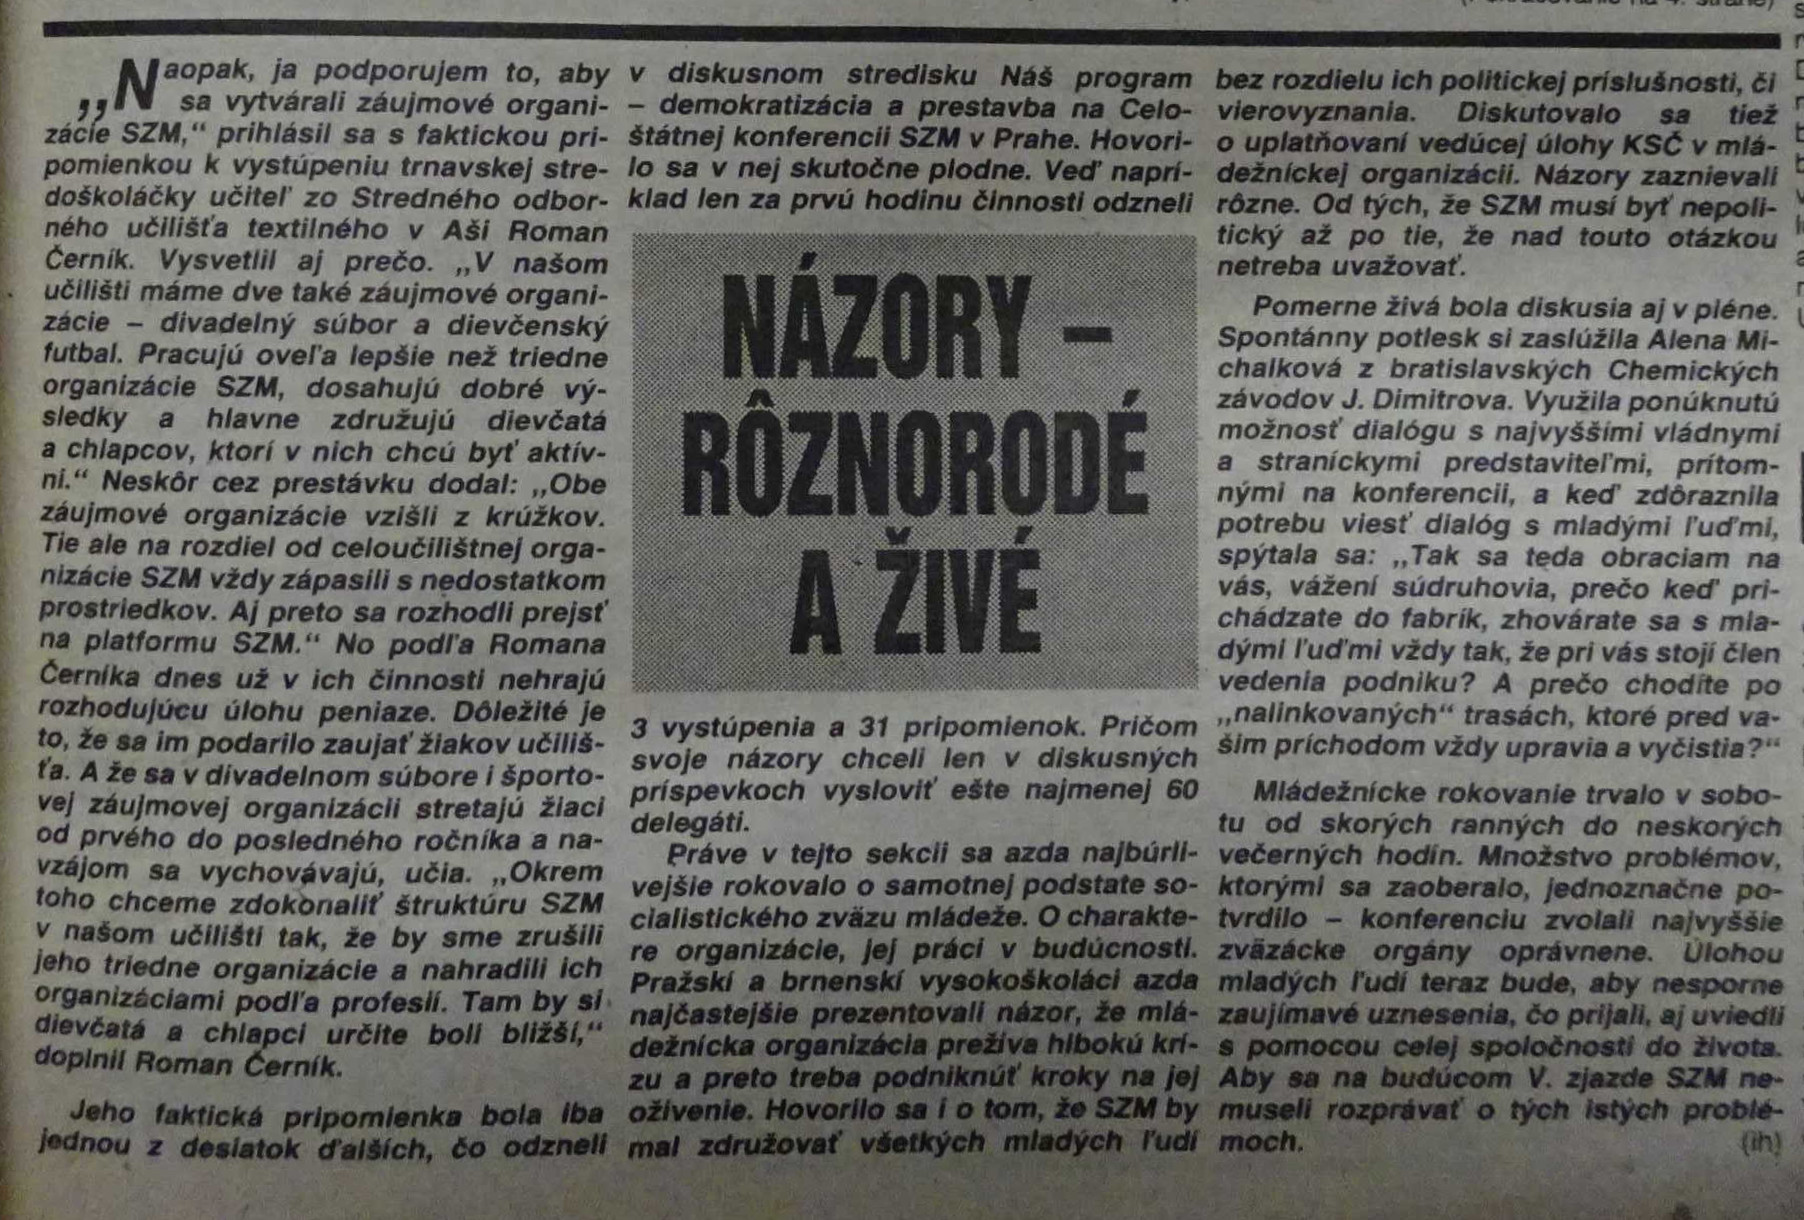 „Naopak, ja podporujem to, aby
sa vytvárali záujmové organi-
zácie SZM,“ prihlásil sa s faktickou pri-
pomienkou k vystúpeniu trnavskej stre-
doškoláčky učiteľ zo Stredného odbor-
ného učilišťa textilného v Aši Roman
Černík. Vysvetlil aj prečo. „V našom
učilišti máme dve také záujmové organi-
zácie – divadelný súbor a dievčenský
futbal. Pracujú oveľa lepšie než triedne
organizácie SZM, dosahujú dobré vý-
sledky a hlavne združujú dievčatá
a chlapcov, ktorí v nich chcú byť aktív-
ni.“ Neskôr cez prestávku dodal: „Obe
záujmové organizácie vzišli z krúžkov.
Tie ale na rozdiel od celoučilištnej orga-
nizácie SZM vždy zápasili s nedostatkom
prostriedkov. Aj preto sa rozhodli prejsť
na platformu SZM.“ No podľa Romana
Černíka dnes už v ich činnosti nehrajú
rozhodujúcu úlohu peniaze. Dôležité je
to, že sa im podarilo zaujať žiakov učiliš-
ťa. A že sa v divadelnom súbore i športo-
vej záujmovej organizácii stretajú žiaci
od prvého do posledného ročníka a na-
vzájom sa vychovávajú, učia. „Okrem
toho chceme zdokonaliť štruktúru SZM
v našom učilišti tak, že by sme zrušili
jeho triedne organizácie a nahradili ich
organizáciami podľa profesií. Tam by si
dievčatá a chlapci určite boli bližší,“
doplnil Roman Černík.
Jeho faktická pripomienka bola iba
jednou z desiatok ďalších, čo odzneli
v diskusnom stredisku Náš program
– demokratizácia a prestavba na Celo-
štátnej konferencii SZM v Prahe. Hovori-
lo sa v nej skutočne plodne. Veď naprí-
klad len za prvú hodinu činnosti odzneli
NÁZORY –
RÔZNORODÉ
A ŽIVÉ
3 vystúpenia a 31 pripomienok. Pričom
svoje názory chceli len v diskusných
príspevkoch vysloviť ešte najmenej 60
delegáti.
Práve v tejto sekcii sa azda najbúrli-
vejšie rokovalo o samotnej podstate so-
cialistického zväzu mládeže. O charakte-
re organizácie, jej práci v budúcnosti.
Pražskí a brnenskí vysokoškoláci azda
najčastejšie prezentovali názor, že mlá-
dežnícka organizácia prežíva hlbokú krí-
zu a preto treba podniknúť kroky na jej
oživenie. Hovorilo sa i o tom, že SZM by
mal združovať všetkých mladých ľudí
bez rozdielu ich politickej príslušnosti, či
vierovyznania. Diskutovalo sa tiež
o uplatňovaní vedúcej úlohy KSČ v mlá-
dežníckej organizácii. Názory zaznievali
rôzne. Od tých, že SZM musí byť nepoli-
tický až po tie, že nad touto otázkou
netreba uvažovať.
Pomerne živá bola diskusia aj v pléne.
Spontánny potlesk si zaslúžila Alena Mi-
chalková z bratislavských Chemických
závodov J. Dimitrova. Využila ponúknutú
možnosť dialógu s najvyššími vládnymi
a straníckymi predstaviteľmi, prítom-
nými na konferencii, a keď zdôraznila
potrebu viesť dialóg s mladými ľuďmi,
spýtala sa: „Tak sa teda obraciam na
vás, vážení súdruhovia, prečo keď pri-
chádzate do fabrík, zhovárate sa s mla-
dými ľuďmi vždy tak, že pri vás stojí člen
vedenia podniku? A prečo chodíte po
„nalinkovaných“ trasách, ktoré pred va-
ším príchodom vždy upravia a vyčistia?“
Mládežnícke rokovanie trvalo v sobo-
tu od skorých ranných do neskorých
večerných hodín. Množstvo problémov,
ktorými sa zaoberalo, jednoznačne po-
tvrdilo – konferenciu zvolali najvyššie
zväzácke orgány oprávnene. Úlohou
mladých ľudí teraz bude, aby nesporne
zaujímavé uznesenia, čo prijali, aj uviedli
s pomocou celej spoločnosti do života.
Aby sa na budúcom V. zjazde SZM ne-
museli rozprávať o tých istých problé-
moch. (ih)